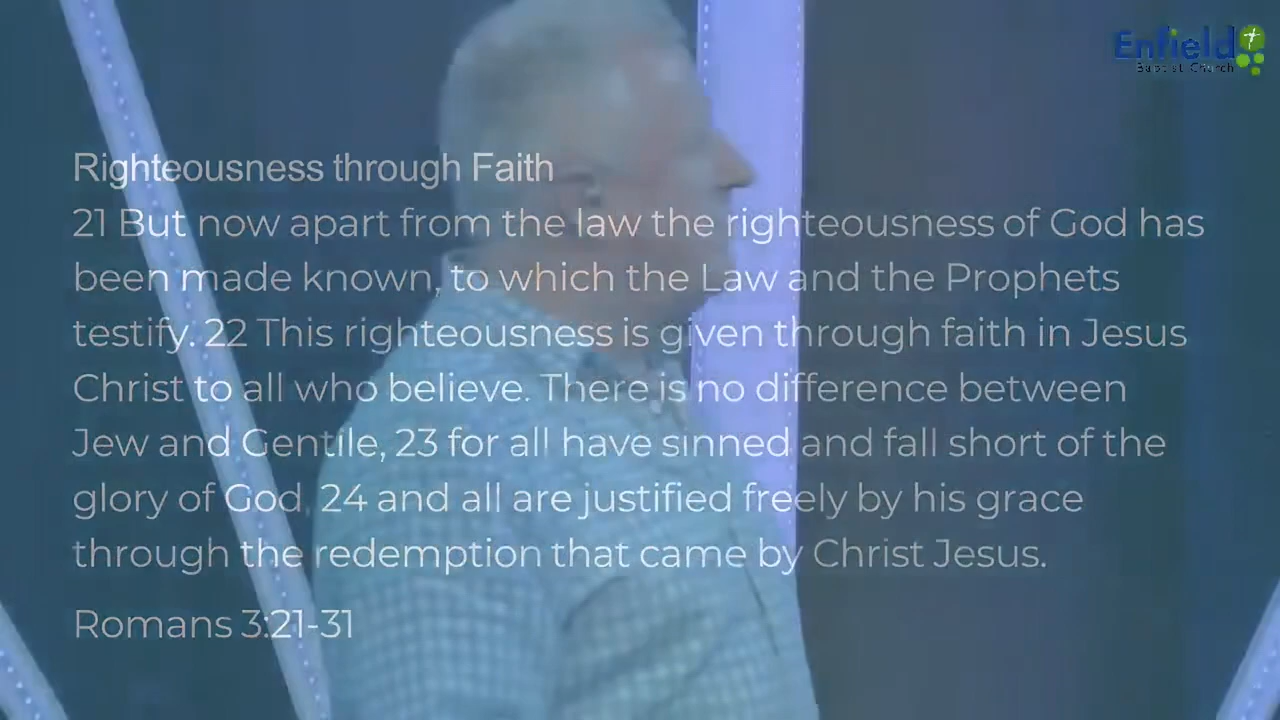 Enfield
Baptist Church
Righteousness through Faith
21 But now apart from the law the righteousness of God has
been made known, to which the Law and the Prophets
testify. 22 This righteousness is given through faith in Jesus
Christ to all who believe. There is no difference between
Jew and Gentile, 23 for all have sinned and fall short of the
glory of God, 24 and all are justified freely by his grace
through the redemption that came by Christ Jesus.
Romans 3:21-31